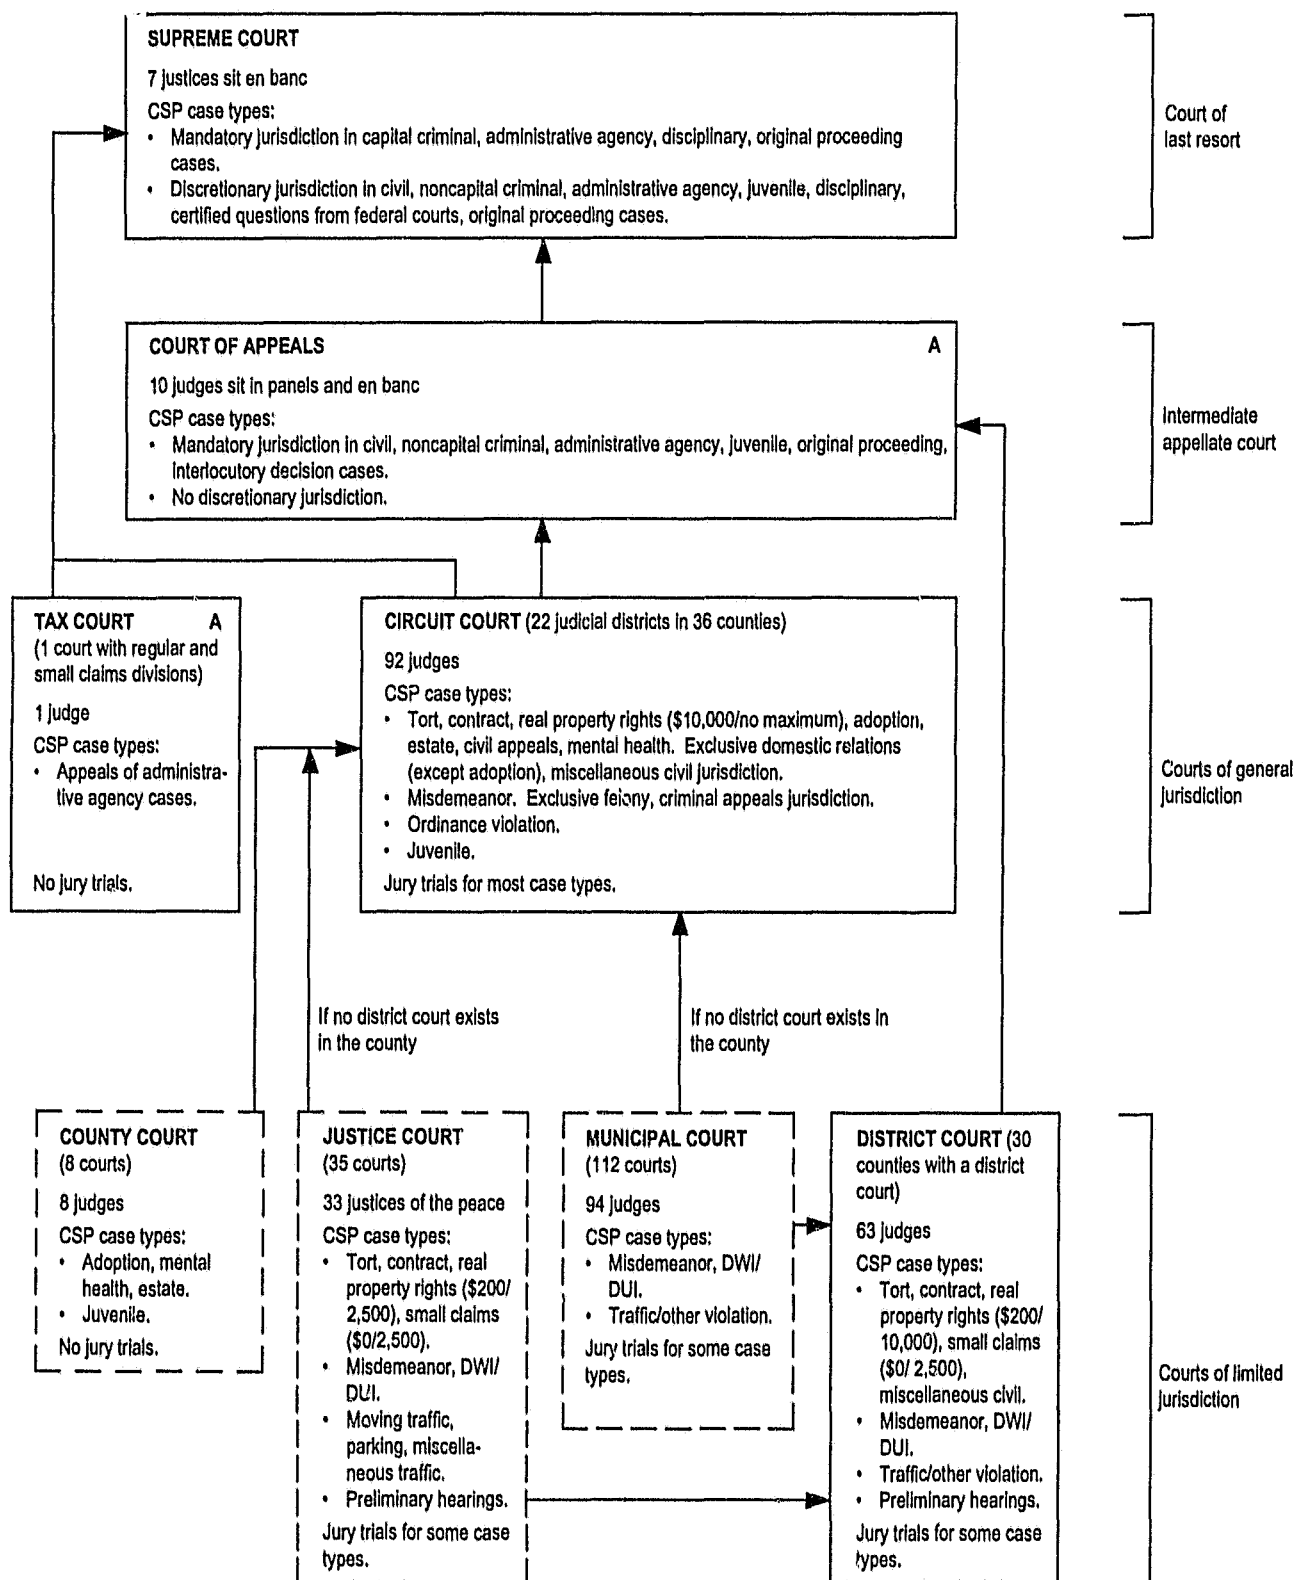 SUPREME COURT
7 justices sit en banc
CSP case types:
• Mandatory jurisdiction in capital criminal, administrative agency, disciplinary, original proceeding
cases.
• Discretionary jurisdiction in civil, noncapital criminal, administrative agency, juvenile, disciplinary,
certified questions from federal courts, original proceeding cases.
Court of
last resort
COURT OF APPEALS A
10 judges sit in panels and en banc
CSP case types:
• Mandatory jurisdiction in civil, noncapital criminal, administrative agency, juvenile, original proceeding,
interlocutory decision cases.
• No discretionary jurisdiction.
Intermediate
appellate court
TAX COURT A
(1 court with regular and
small claims divisions)
1 judge
CSP case types:
• Appeals of administra-
tive agency cases.
No jury trials.
CIRCUIT COURT (22 judicial districts in 36 counties)
92 judges
CSP case types:
• Tort, contract, real property rights ($10,000/no maximum), adoption,
estate, civil appeals, mental health. Exclusive domestic relations
(except adoption), miscellaneous civil jurisdiction.
• Misdemeanor. Exclusive felony, criminal appeals jurisdiction.
• Ordinance violation.
• Juvenile.
Jury trials for most case types.
Courts of general
jurisdiction
If no district court exists
in the county
If no district court exists in
the county
COUNTY COURT
(8 courts)
8 judges
CSP case types:
• Adoption, mental
health, estate.
• Juvenile.
No jury trials.
JUSTICE COURT
(35 courts)
33 justices of the peace
CSP case types:
• Tort, contract, real
property rights ($200/
2,500), small claims
($0/2,500).
• Misdemeanor, DWI/
DUI.
• Moving traffic,
parking, miscella-
neous traffic.
• Preliminary hearings.
Jury trials for some case
types.
MUNICIPAL COURT
(112 courts)
94 judges
CSP case types:
• Misdemeanor, DWI/
DUI.
• Traffic/other violation.
Jury trials for some case
types.
DISTRICT COURT (30
counties with a district
court)
63 judges
CSP case types:
• Tort, contract, real
property rights ($200/
10,000), small claims
($0/ 2,500),
miscellaneous civil.
• Misdemeanor, DWI/
DUI.
• Traffic/other violation.
• Preliminary hearings.
Jury trials for some case
types.
Courts of limited
jurisdiction